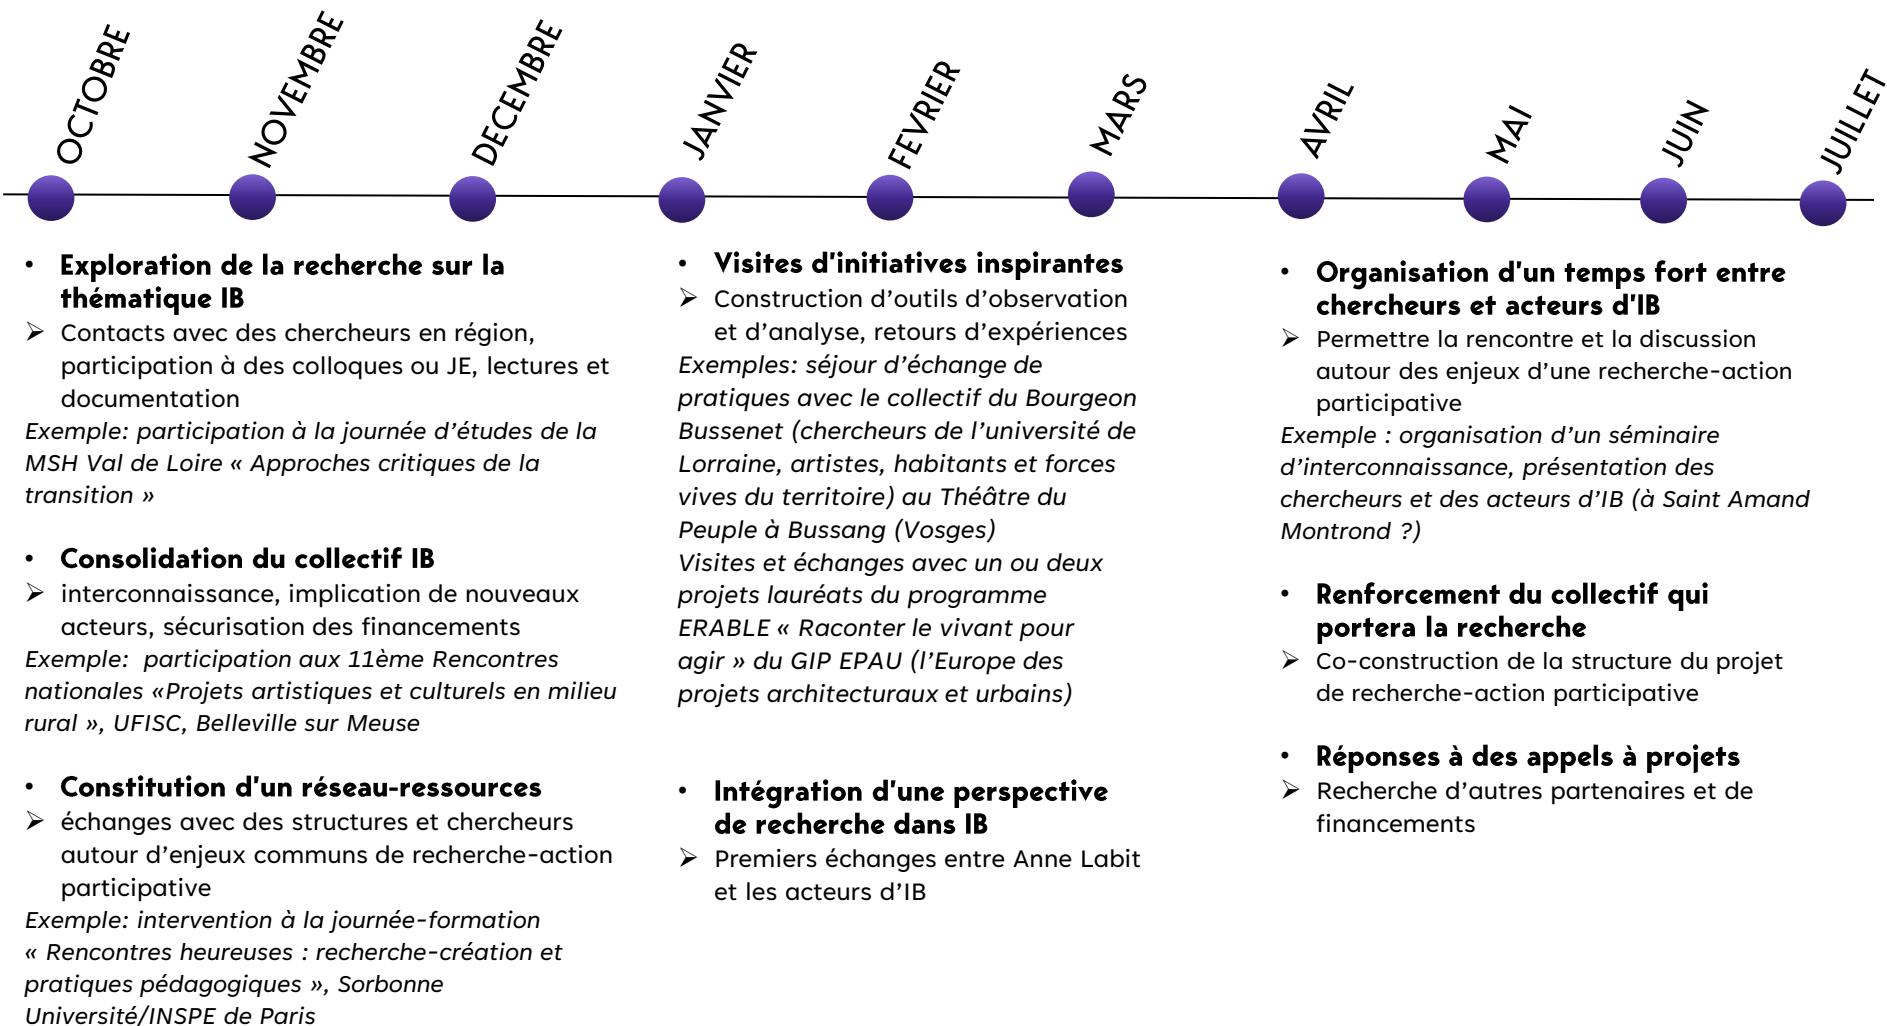 OCTOBRE
NOVEMBRE
DECEMBRE
JANVIER
FEVRIER
MARS
AVRIL
MAI
JUIN
JUILLET
• Exploration de la recherche sur la
thématique IB
➢ Contacts avec des chercheurs en région,
participation à des colloques ou JE, lectures et
documentation
Exemple: participation à la journée d’études de la
MSH Val de Loire « Approches critiques de la
transition »
• Consolidation du collectif IB
➢ interconnaissance, implication de nouveaux
acteurs, sécurisation des financements
Exemple: participation aux 11ème Rencontres
nationales «Projets artistiques et culturels en milieu
rural », UFISC, Belleville sur Meuse
• Constitution d'un réseau-ressources
➢ échanges avec des structures et chercheurs
autour d’enjeux communs de recherche-action
participative
Exemple: intervention à la journée-formation
« Rencontres heureuses : recherche-création et
pratiques pédagogiques », Sorbonne
Université/INSPE de Paris
• Visites d'initiatives inspirantes
➢ Construction d’outils d’observation
et d’analyse, retours d’expériences
Exemples: séjour d’échange de
pratiques avec le collectif du Bourgeon
Bussenet (chercheurs de l’université de
Lorraine, artistes, habitants et forces
vives du territoire) au Théâtre du
Peuple à Bussang (Vosges)
Visites et échanges avec un ou deux
projets lauréats du programme
ERABLE « Raconter le vivant pour
agir » du GIP EPAU (l’Europe des
projets architecturaux et urbains)
• Intégration d'une perspective
de recherche dans IB
➢ Premiers échanges entre Anne Labit
et les acteurs d’IB
• Organisation d'un temps fort entre
chercheurs et acteurs d'IB
➢ Permettre la rencontre et la discussion
autour des enjeux d’une recherche-action
participative
Exemple : organisation d’un séminaire
d’interconnaissance, présentation des
chercheurs et des acteurs d’IB (à Saint Amand
Montrond ?)
• Renforcement du collectif qui
portera la recherche
➢ Co-construction de la structure du projet
de recherche-action participative
• Réponses à des appels à projets
➢ Recherche d’autres partenaires et de
financements